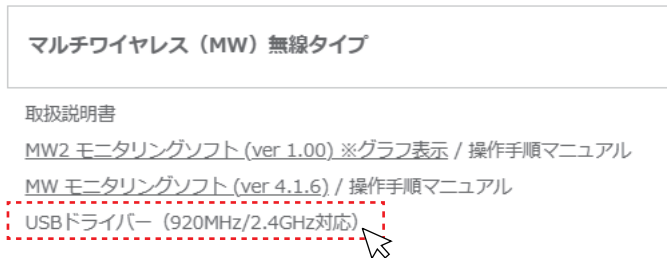 マルチワイヤレス（MW）無線タイプ
取扱説明書
MW2 モニタリングソフト (ver 1.00) ※グラフ表示 / 操作手順マニュアル
MW モニタリングソフト (ver 4.1.6) / 操作手順マニュアル
USBドライバー（920MHz/2.4GHz対応）